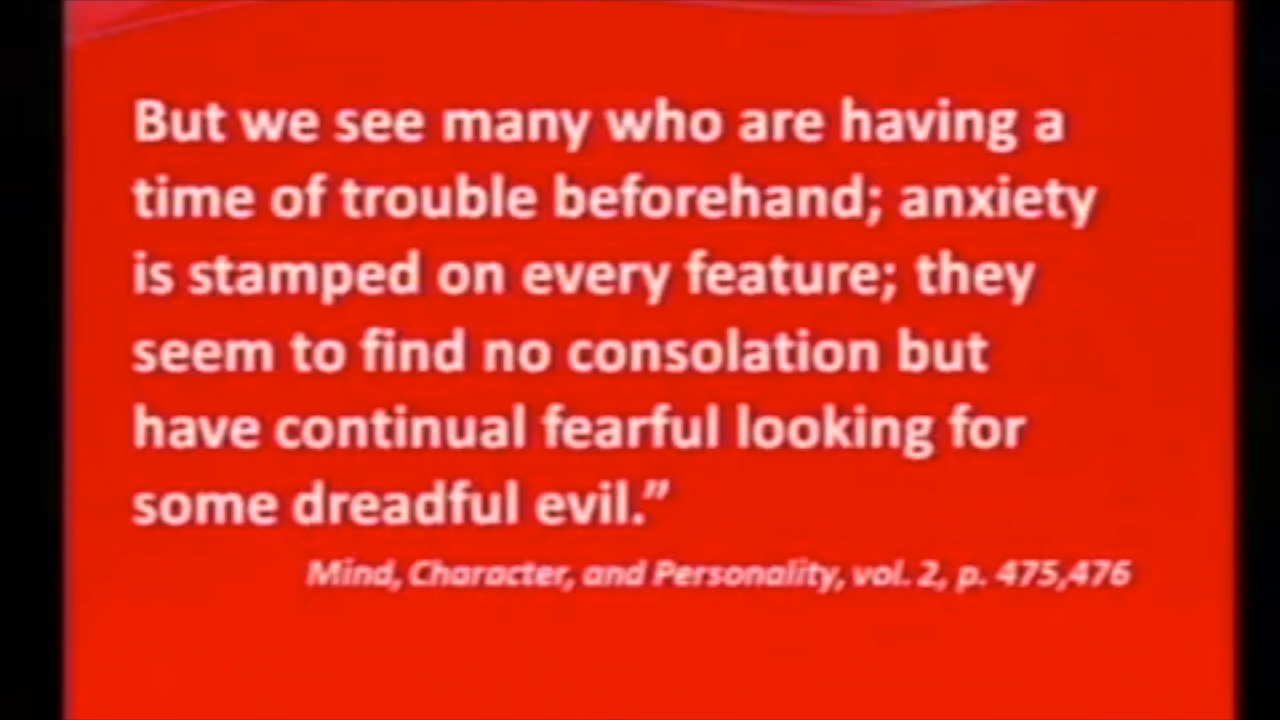 But we see many who are having a
time of trouble beforehand; anxiety
is stamped on every feature; they
seem to find no consolation but
have continual fearful looking for
some dreadful evil.”
Mind, Character, and Personality, vol. 2, p. 475,476